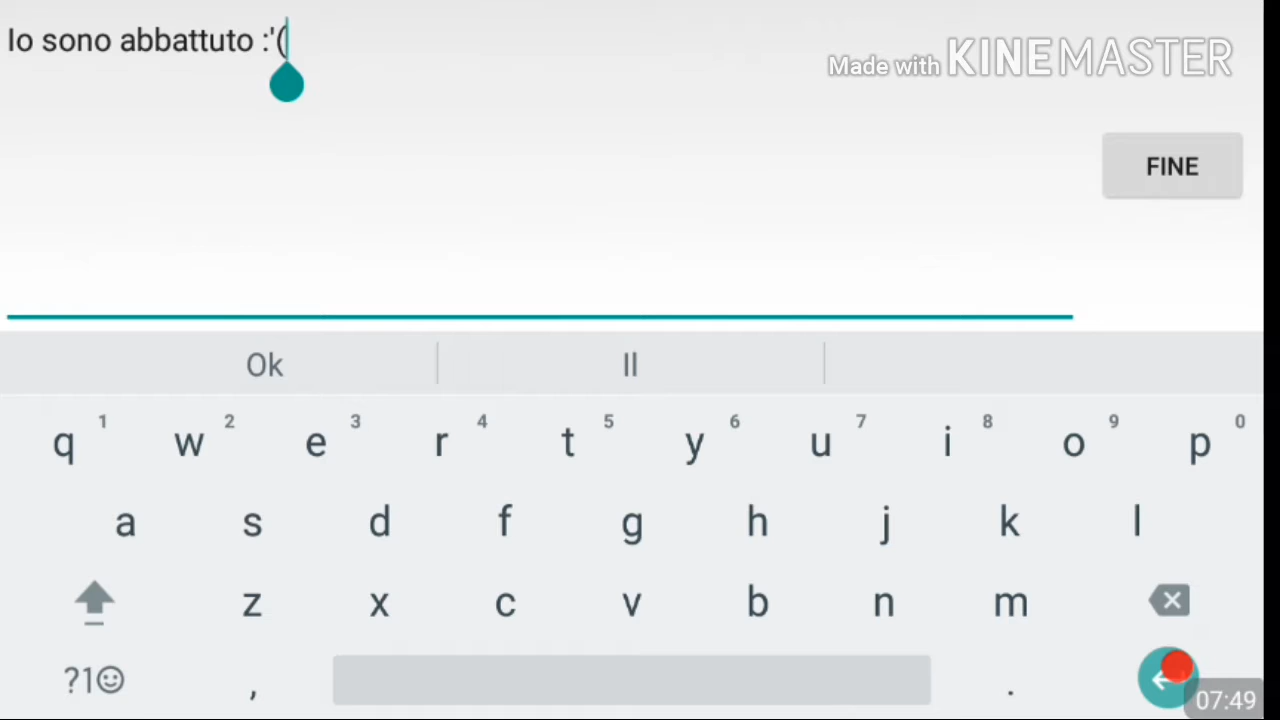 Io sono abbattuto :'(
Made with KINEMASTER
FINE
Ok Il
q 1 w 2 e 3 r 4 t 5 y 6 u 7 i 8 o 9 p 0
a s d f g h j k l
z x c v b n m
?1☺ , .
07:49